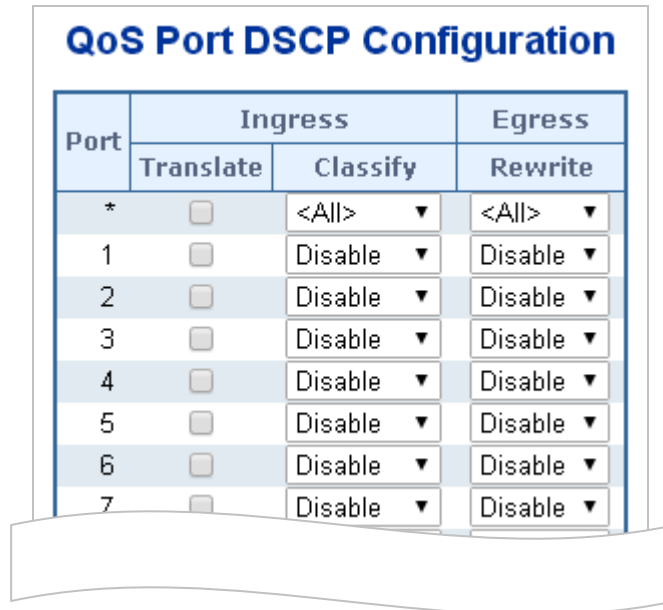 QoS Port DSCP Configuration
Port Ingress Egress
Translate Classify Rewrite
* <All> <All>
1 Disable Disable
2 Disable Disable
3 Disable Disable
4 Disable Disable
5 Disable Disable
6 Disable Disable
7 Disable Disable